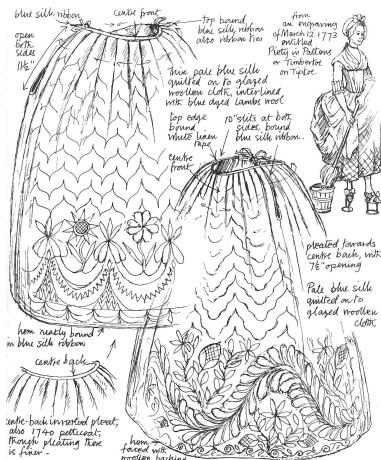 blue silk ribbon
centre front
top bound,
blue silk ribbon
also ribbon ties
from
an engraving
of March 12 1773
entitled
Piety in Pattons
or Timbertoe
on Tiptoe.
open
both
sides
11½"
Thin pale blue silk
quilted on to glazed
woollen cloth, interlined
with blue dyed lambs wool
top edge
bound
white linen
tape
10" slits at both
sides, bound
blue silk ribbon.
centre
front
pleated towards
centre back, with
7½" opening
Pale blue silk
quilted on to
glazed woollen
cloth
hem neatly bound
in blue silk ribbon
centre back
centre-back inverted pleat,
also 1740 petticoat,
though pleating there
is finer -
hem
faced with
woollen backing